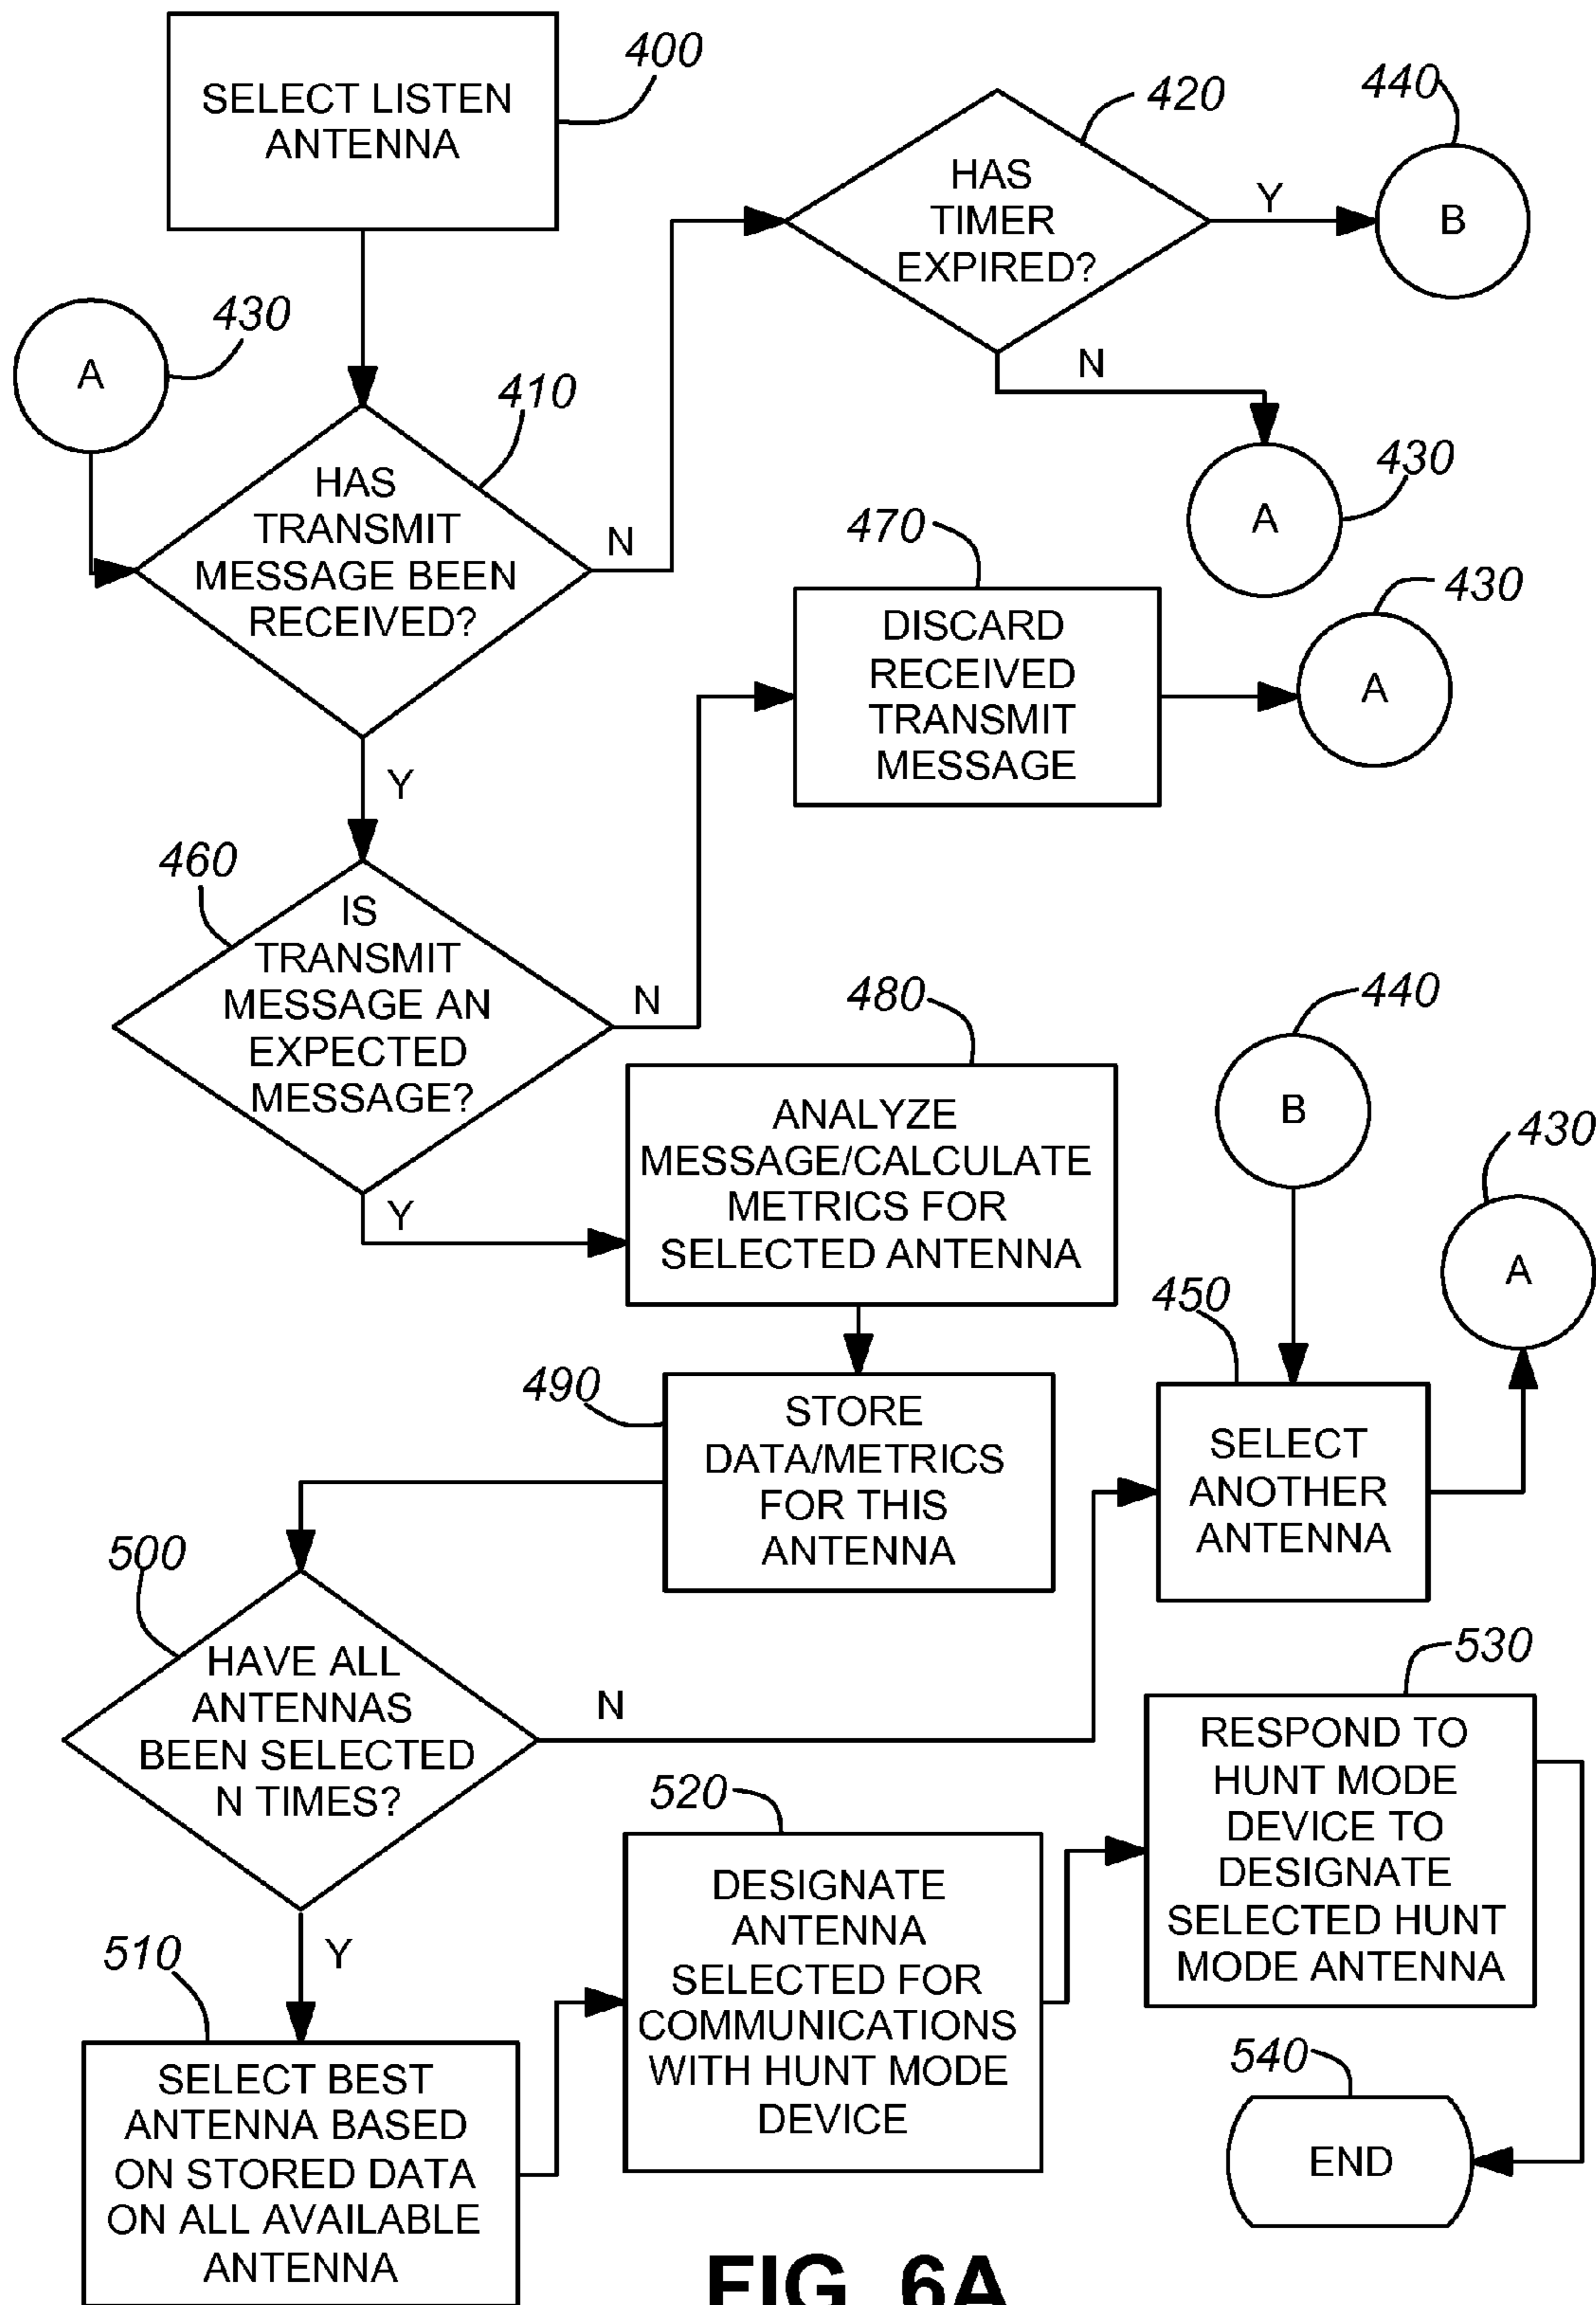 400
SELECT LISTEN
ANTENNA
420
HAS
TIMER
EXPIRED?
Y
440
B
N
A
430
A
430
410
HAS
TRANSMIT
MESSAGE BEEN
RECEIVED?
N
Y
470
DISCARD
RECEIVED
TRANSMIT
MESSAGE
430
A
460
IS
TRANSMIT
MESSAGE AN
EXPECTED
MESSAGE?
N
Y
480
ANALYZE
MESSAGE/CALCULATE
METRICS FOR
SELECTED ANTENNA
440
B
430
A
450
SELECT
ANOTHER
ANTENNA
490
STORE
DATA/METRICS
FOR THIS
ANTENNA
500
HAVE ALL
ANTENNAS
BEEN SELECTED
N TIMES?
N
Y
510
SELECT BEST
ANTENNA BASED
ON STORED DATA
ON ALL AVAILABLE
ANTENNA
520
DESIGNATE
ANTENNA
SELECTED FOR
COMMUNICATIONS
WITH HUNT MODE
DEVICE
530
RESPOND TO
HUNT MODE
DEVICE TO
DESIGNATE
SELECTED HUNT
MODE ANTENNA
540
END
FIG. 6A